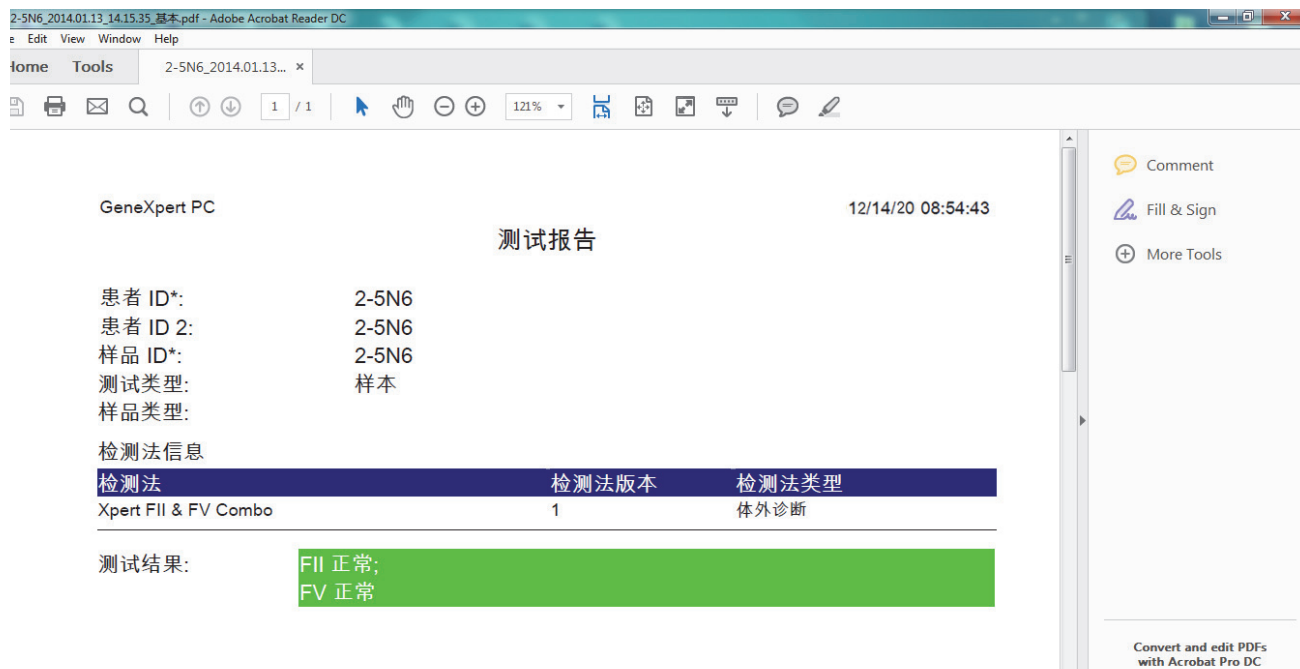 2-5N6_2014.01.13_14.15.35_基本.pdf - Adobe Acrobat Reader DC
Edit View Window Help
Tools 2-5N6_2014.01.13... ×
1 / 1 121%
GeneXpert PC 12/14/20 08:54:43
测试报告
患者 ID*: 2-5N6
患者 ID 2: 2-5N6
样品 ID*: 2-5N6
测试类型: 样本
样品类型:
检测法信息
检测法 检测法版本 检测法类型
Xpert FII & FV Combo 1 体外诊断
测试结果: FII 正常;
FV 正常
Comment
Fill & Sign
More Tools
Convert and edit PDFs
with Acrobat Pro DC